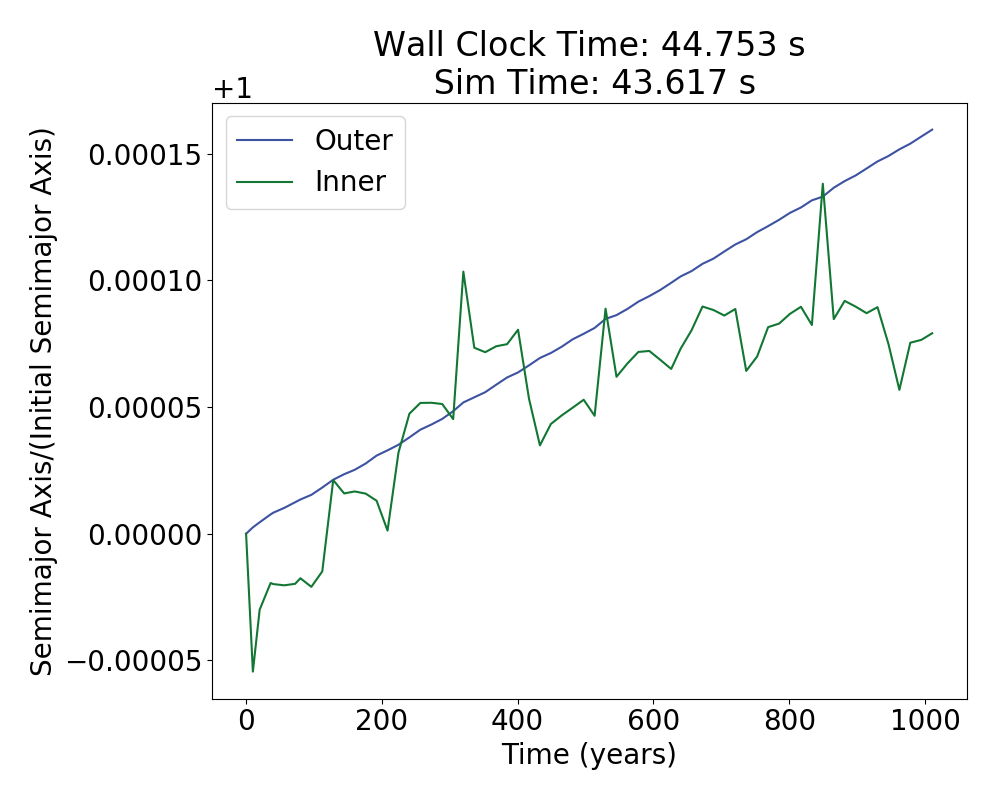 Wall Clock Time: 44.753 s
Sim Time: 43.617 s
+1
Outer
Inner
0.00015
0.00010
0.00005
0.00000
−0.00005
Semimajor Axis/(Initial Semimajor Axis)
0 200 400 600 800 1000
Time (years)